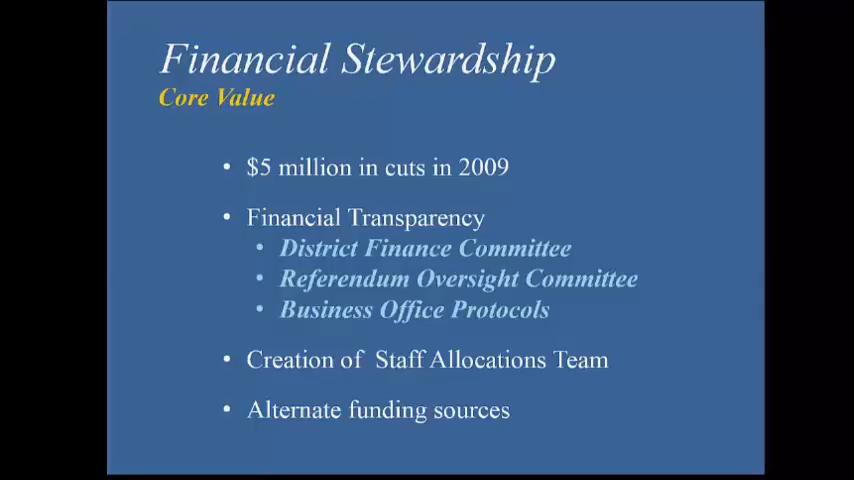 Financial Stewardship
Core Value
• $5 million in cuts in 2009
• Financial Transparency
• District Finance Committee
• Referendum Oversight Committee
• Business Office Protocols
• Creation of Staff Allocations Team
• Alternate funding sources